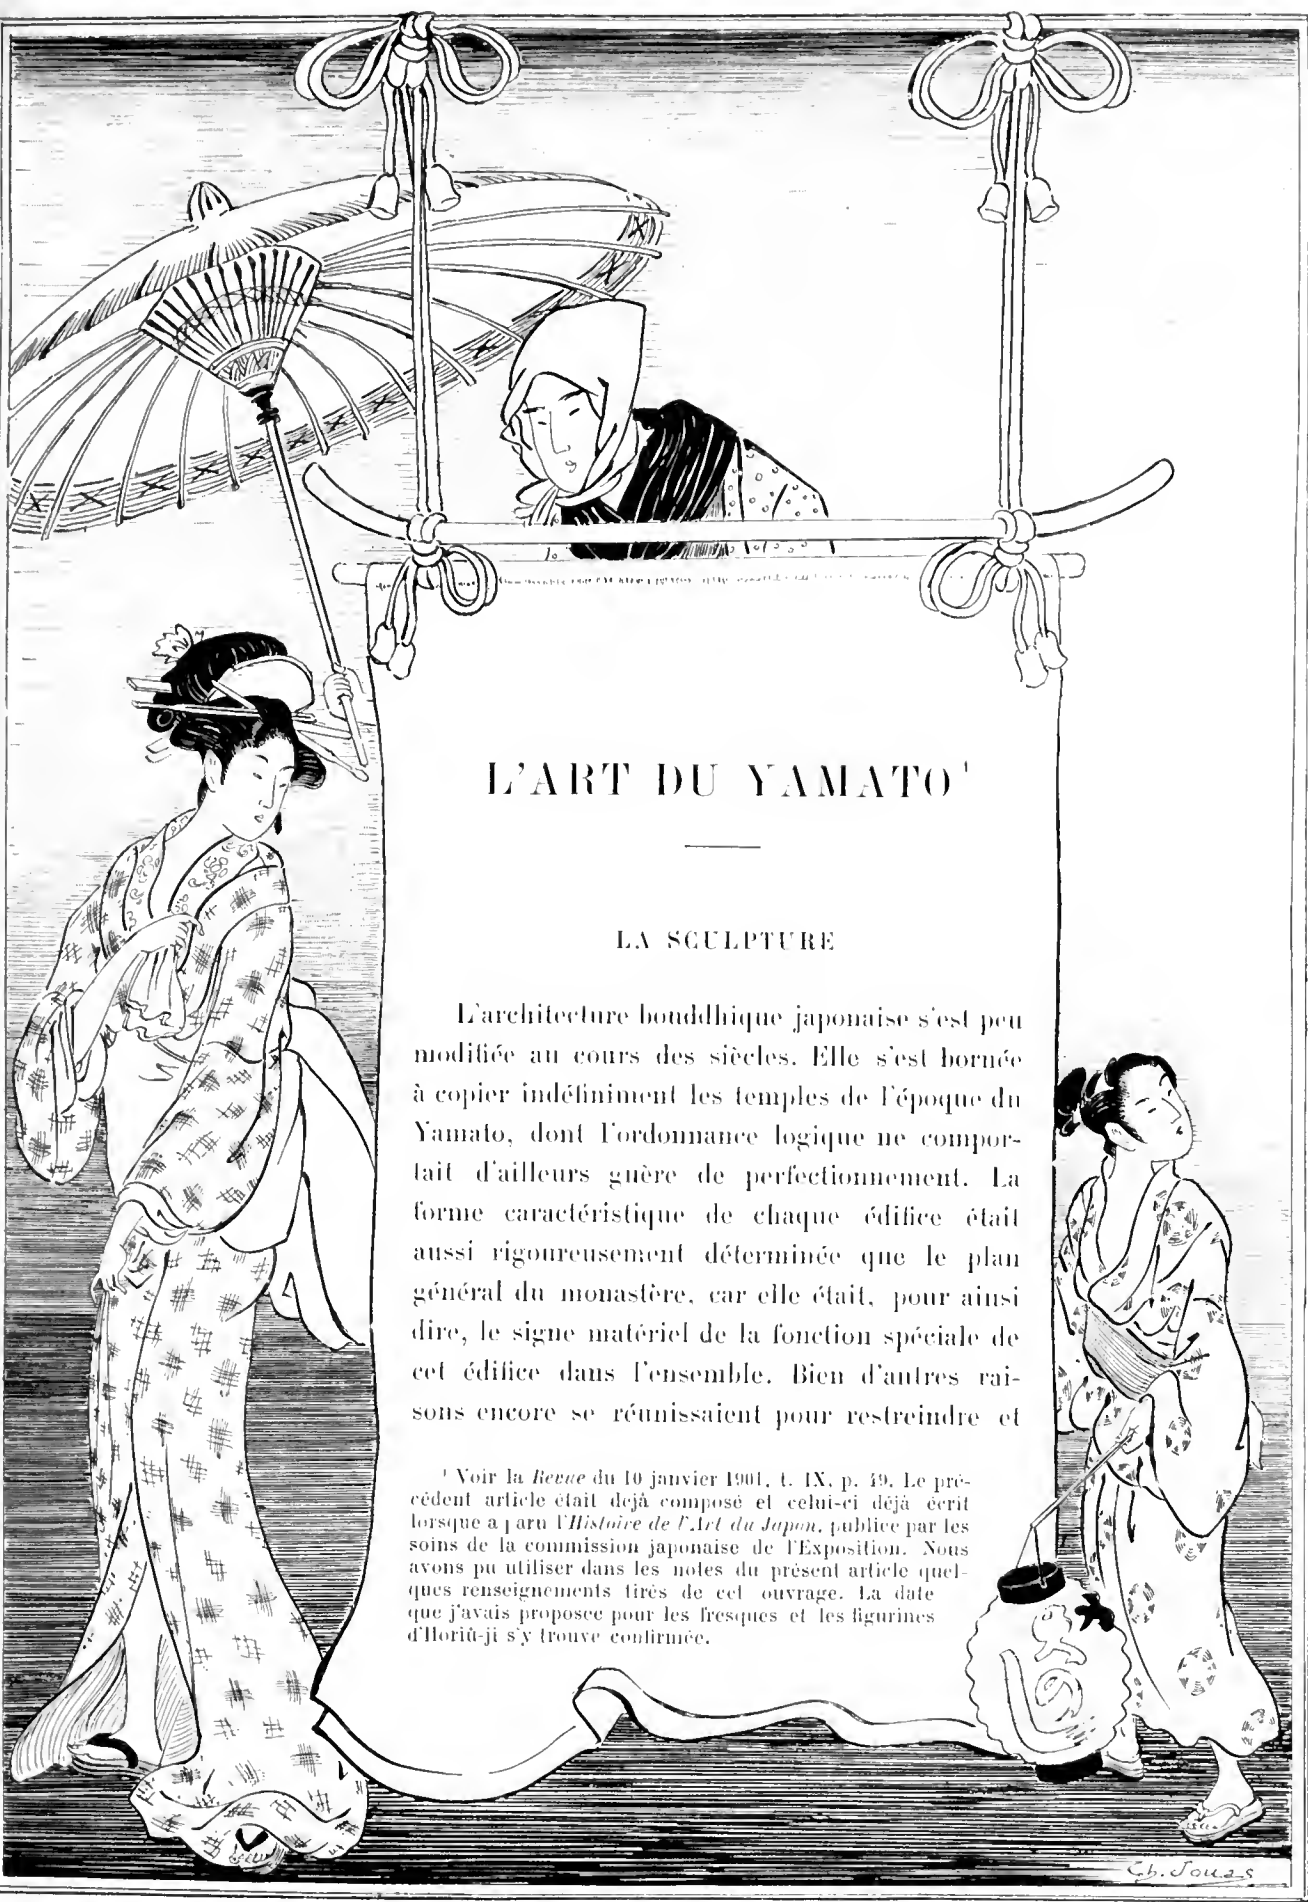 L'ART DU YAMATO¹
LA SCULPTURE
L'architecture bouddhique japonaise s'est peu
modifiée au cours des siècles. Elle s'est bornée
à copier indéfiniment les temples de l'époque du
Yamato, dont l'ordonnance logique ne compor-
tait d'ailleurs guère de perfectionnement. La
forme caractéristique de chaque édifice était
aussi rigoureusement déterminée que le plan
général du monastère, car elle était, pour ainsi
dire, le signe matériel de la fonction spéciale de
cet édifice dans l'ensemble. Bien d'autres rai-
sons encore se réunissaient pour restreindre et
¹ Voir la Revue du 10 janvier 1901, t. IX, p. 49. Le pré-
cédent article était déjà composé et celui-ci déjà écrit
lorsque a paru l'Histoire de l'Art du Japon, publiée par les
soins de la commission japonaise de l'Exposition. Nous
avons pu utiliser dans les notes du présent article quel-
ques renseignements tirés de cet ouvrage. La date
que j'avais proposée pour les fresques et les figurines
d'Horiû-ji s'y trouve confirmée.
Ch. Jouas